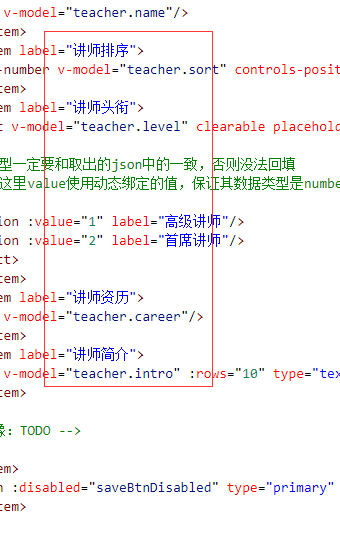 v-model="teacher.name"/>
tem>
em label="讲师排序">
-number v-model="teacher.sort" controls-posit
tem>
em label="讲师头衔">
t v-model="teacher.level" clearable placehold
型一定要和取出的json中的一致，否则没法回填
这里value使用动态绑定的值，保证其数据类型是numbe
ion :value="1" label="高级讲师"/>
ion :value="2" label="首席讲师"/>
ct>
tem>
em label="讲师资历">
v-model="teacher.career"/>
tem>
em label="讲师简介">
v-model="teacher.intro" :rows="10" type="tex
tem>
像：TODO -->
em>
n :disabled="saveBtnDisabled" type="primary"
tem>